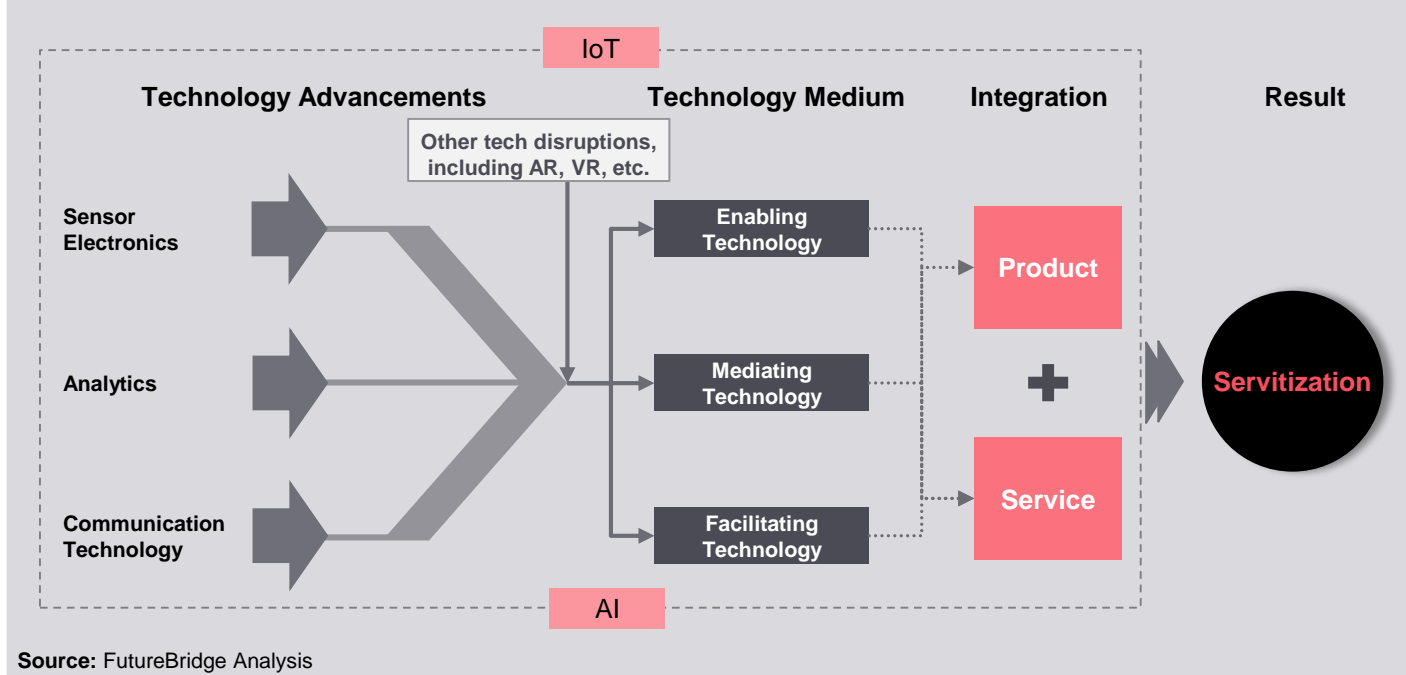 IoT
Technology Advancements
Technology Medium
Integration
Result
Other tech disruptions,
including AR, VR, etc.
Sensor
Electronics
Analytics
Communication
Technology
Enabling
Technology
Mediating
Technology
Facilitating
Technology
Product
Service
Servitization
AI
Source: FutureBridge Analysis